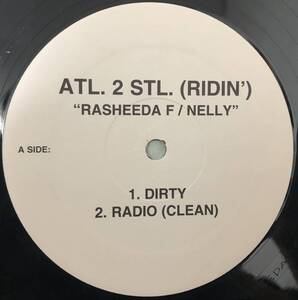 ATL. 2 STL. (RIDIN')
"RASHEEDA F / NELLY"
A SIDE:
1. DIRTY
2. RADIO (CLEAN)